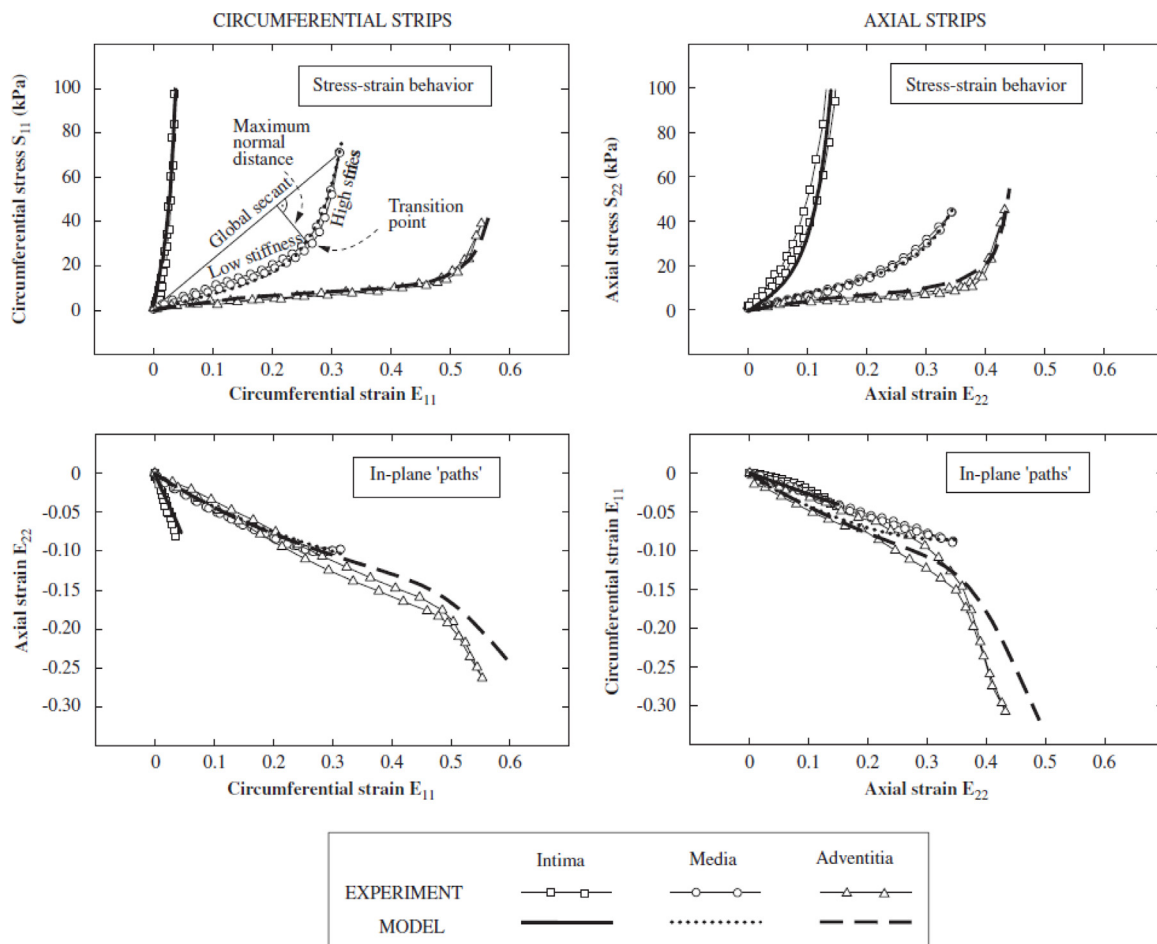 CIRCUMFERENTIAL STRIPS
AXIAL STRIPS
Circumferential stress S11 (kPa)
100
80
60
40
20
0
Stress-strain behavior
Maximum
normal
distance
Global secant
Low stiffness
High stiffnes
Transition
point
0 0.1 0.2 0.3 0.4 0.5 0.6
Circumferential strain E11
Axial stress S22 (kPa)
100
80
60
40
20
0
Stress-strain behavior
0 0.1 0.2 0.3 0.4 0.5 0.6
Axial strain E22
Axial strain E22
0
-0.05
-0.10
-0.15
-0.20
-0.25
-0.30
In-plane 'paths'
0 0.1 0.2 0.3 0.4 0.5 0.6
Circumferential strain E11
Circumferential strain E11
0
-0.05
-0.10
-0.15
-0.20
-0.25
-0.30
In-plane 'paths'
0 0.1 0.2 0.3 0.4 0.5 0.6
Axial strain E22
Intima Media Adventitia
EXPERIMENT
MODEL